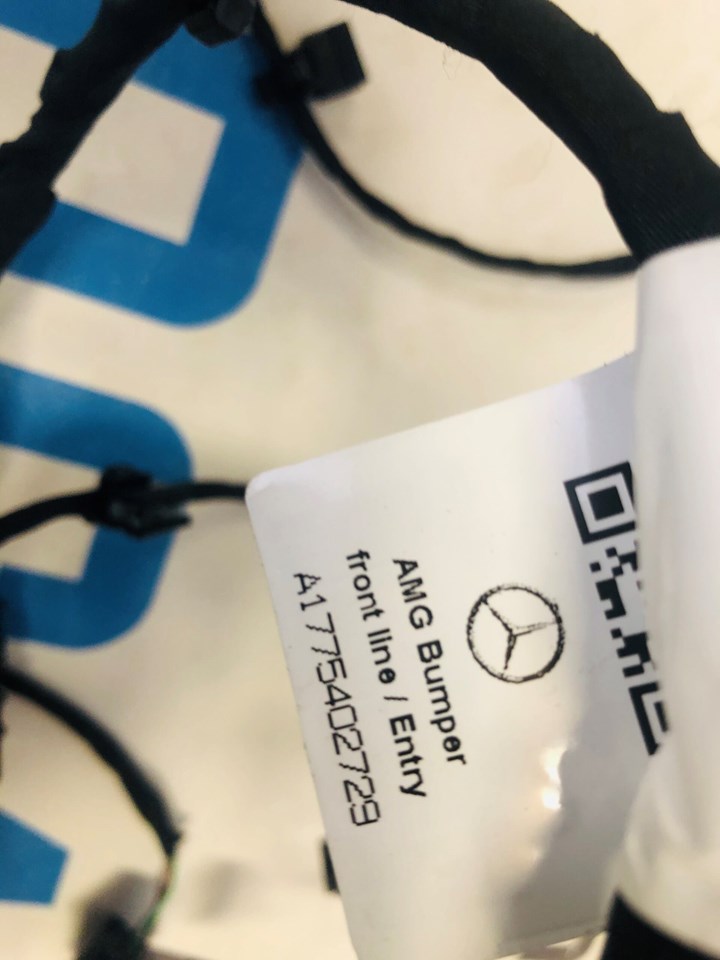 AMG Bumper
front line / Entry
A1775402729